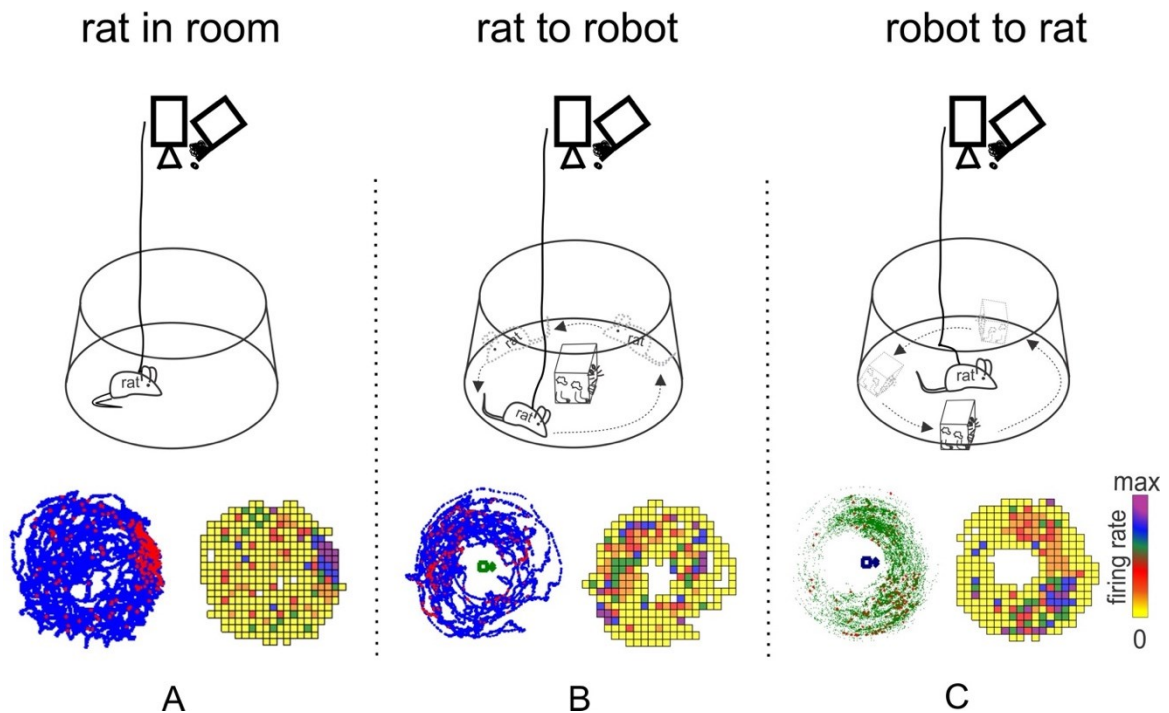 rat in room
rat to robot
robot to rat
rat
rat
rat
rat
rat
max
firing rate
0
A
B
C